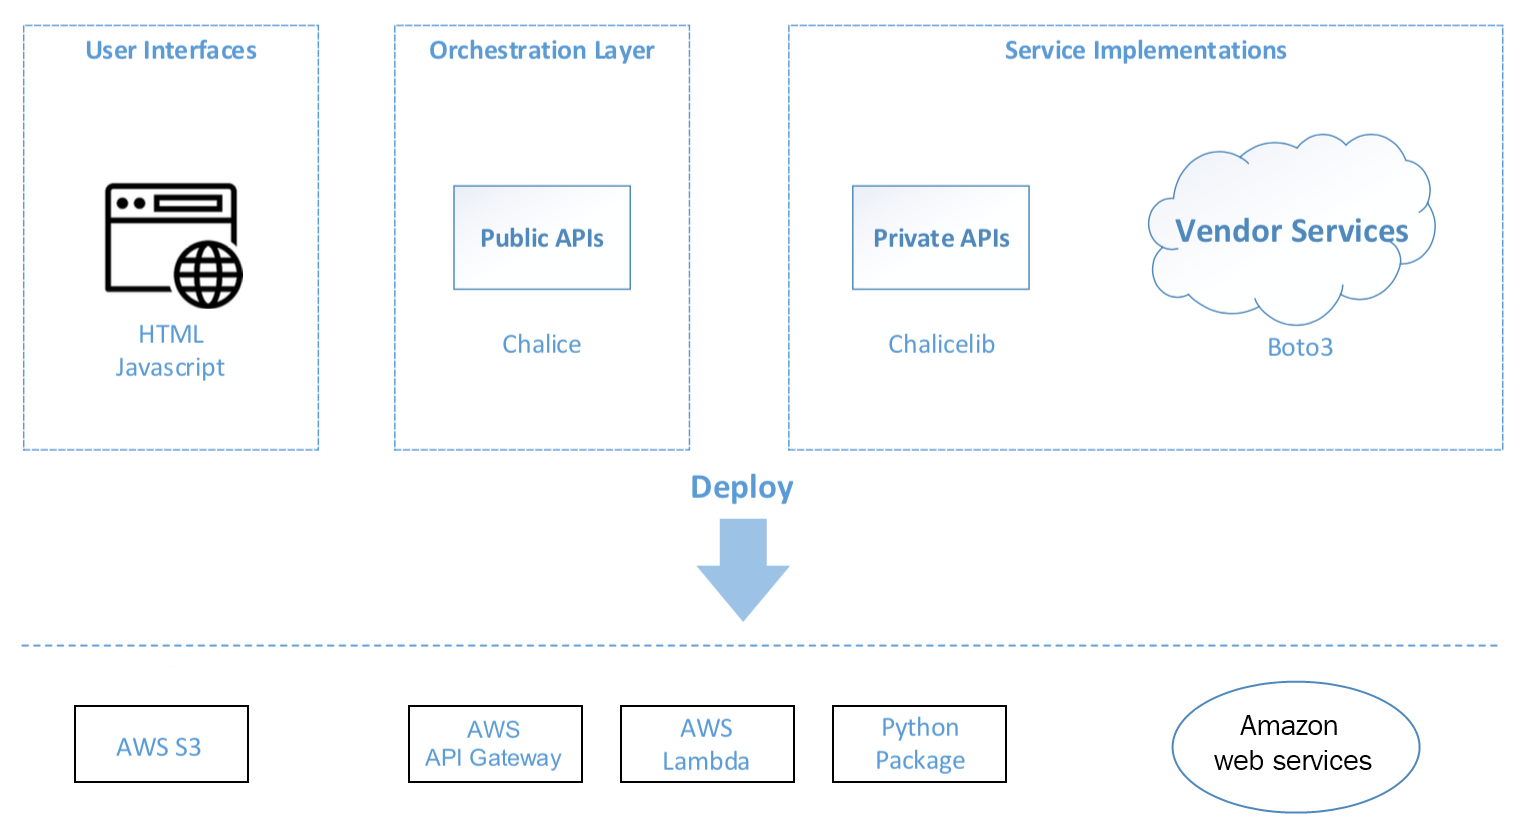 User Interfaces
Orchestration Layer
Service Implementations
Public APIs
Private APIs
Vendor Services
HTML
Javascript
Chalice
Chalicelib
Boto3
Deploy
AWS S3
AWS
API Gateway
AWS
Lambda
Python
Package
Amazon
web services